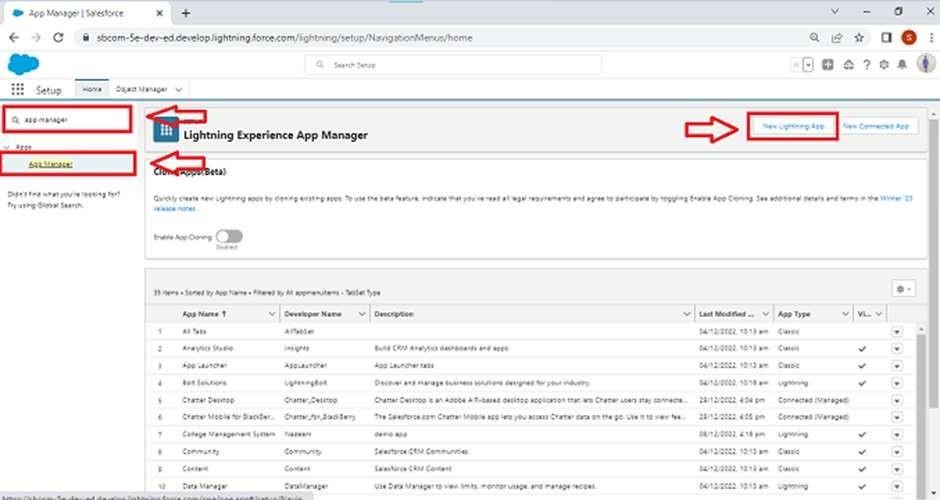 App Manager | Salesforce
sbcom-5e-dev-ed.develop.lightning.force.com/lightning/setup/NavigationMenus/home
S
Search Setup
Setup
Home
Object Manager
app manager
Apps
App Manager
Didn't find what you're looking for?
Try using Global Search.
Lightning Experience App Manager
New Lightning App
New Connected App
Apps(Beta)
Quickly create new Lightning apps by cloning existing apps. To use the beta feature, indicate that you've read all legal requirements and agree to participate by toggling Enable App Cloning. See additional details and terms in the Winter '23
release notes
Enable App Cloning
Disabled
35 items • Sorted by App Name • Filtered by All appmenuitems - TabSet Type
App Name ↑ Developer Name Description Last Modified ... App Type Vi...
1 All Tabs AllTabSet 04/12/2022, 10:13 am Classic
2 Analytics Studio Insights Build CRM Analytics dashboards and apps 04/12/2022, 10:13 am Classic
3 App Launcher AppLauncher App Launcher tabs 04/12/2022, 10:13 am Classic
4 Bolt Solutions LightningBolt Discover and manage business solutions designed for your industry. 04/12/2022, 10:16 am Lightning
5 Chatter Desktop Chatter_Desktop Chatter Desktop is an Adobe AIR-based desktop application that lets Chatter users stay connecte... 29/12/2022, 4:04 pm Connected (Managed)
6 Chatter Mobile for BlackBer... Chatter_for_BlackBerry The Salesforce.com Chatter Mobile app lets you access Chatter data on the go. Use it to view fee... 29/12/2022, 4:05 pm Connected (Managed)
7 College Management System Nadeem demo app 08/12/2022, 4:16 pm Lightning
8 Community Community Salesforce CRM Communities 04/12/2022, 10:13 am Classic
9 Content Content Salesforce CRM Content 04/12/2022, 10:13 am Classic
10 Data Manager DataManager Use Data Manager to view limits, monitor usage, and manage recipes. 04/12/2022, 10:13 am Lightning